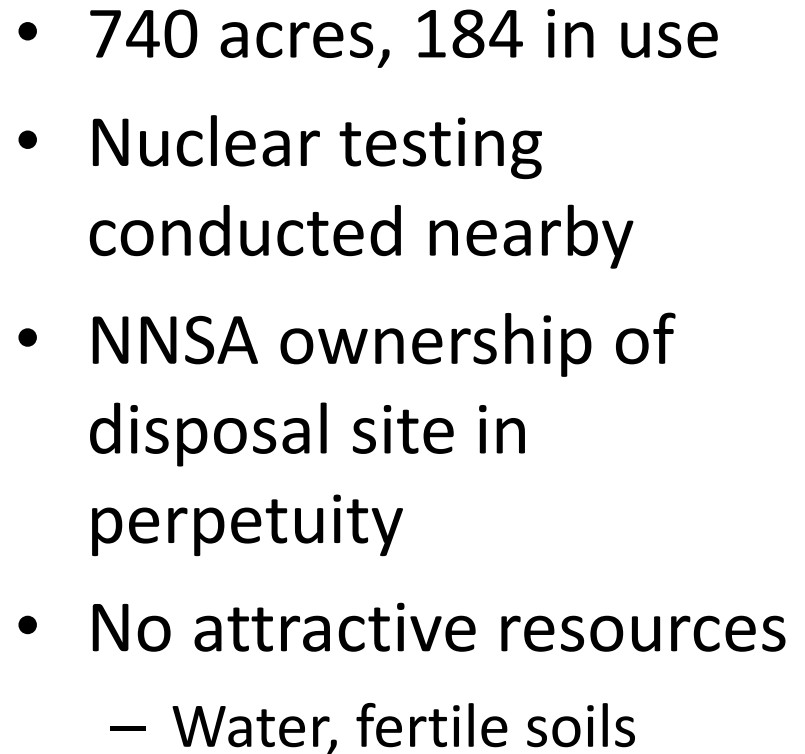 • 740 acres, 184 in use
• Nuclear testing
conducted nearby
• NNSA ownership of
disposal site in
perpetuity
• No attractive resources
– Water, fertile soils